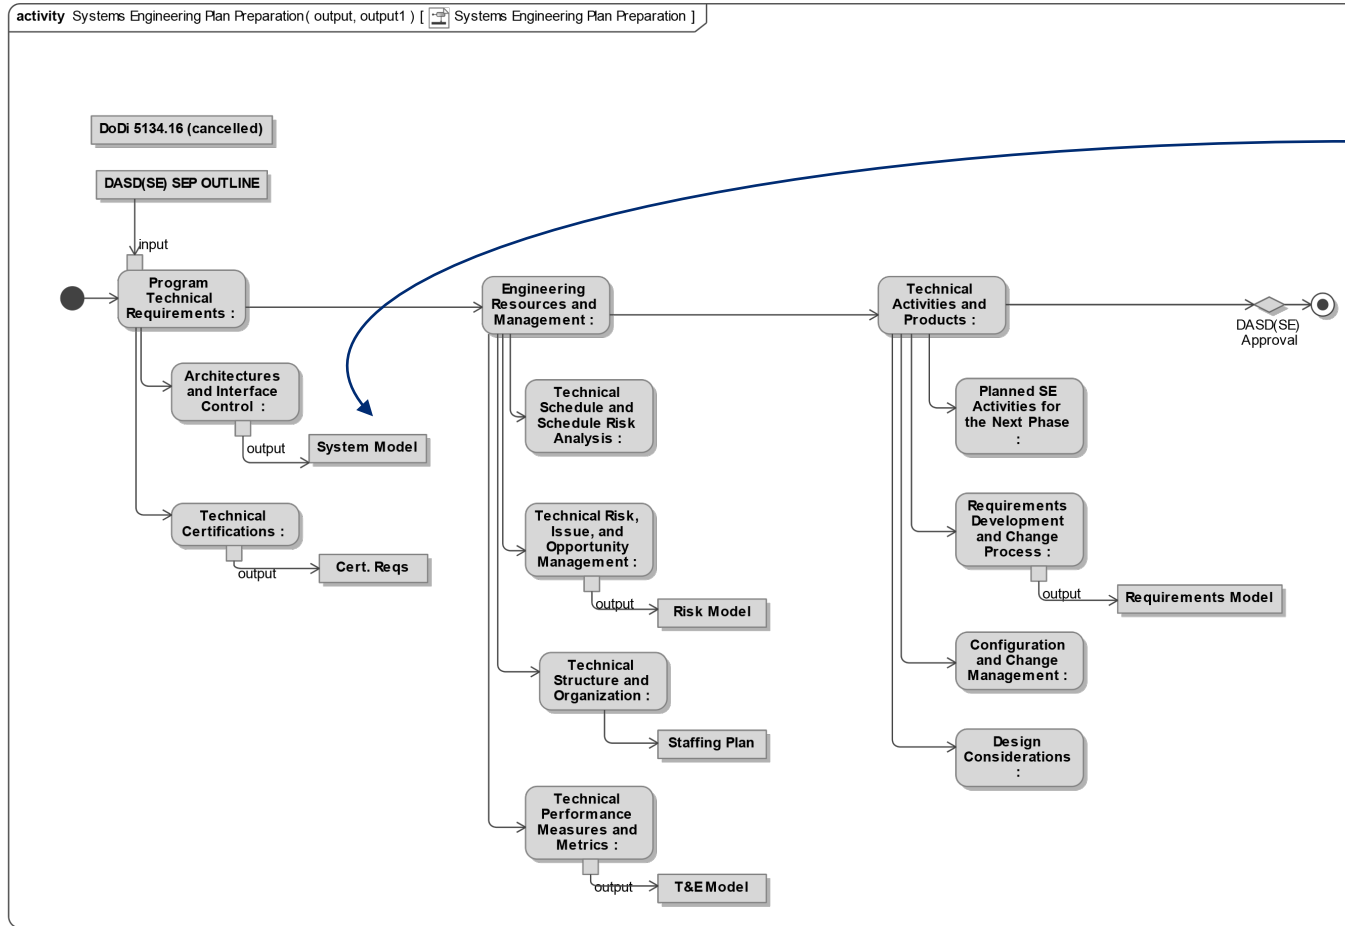 activity Systems Engineering Plan Preparation( output, output1 ) [ Systems Engineering Plan Preparation ]
DoDi 5134.16 (cancelled)
DASD(SE) SEP OUTLINE
input
Program
Technical
Requirements :
Architectures
and Interface
Control :
output
System Model
Technical
Certifications :
output
Cert. Reqs
Engineering
Resources and
Management :
Technical
Schedule and
Schedule Risk
Analysis :
Technical Risk,
Issue, and
Opportunity
Management :
output
Risk Model
Technical
Structure and
Organization :
Staffing Plan
Technical
Performance
Measures and
Metrics :
output
T&E Model
Technical
Activities and
Products :
Planned SE
Activities for
the Next Phase
:
Requirements
Development
and Change
Process :
output
Requirements Model
Configuration
and Change
Management :
Design
Considerations
:
DASD(SE)
Approval